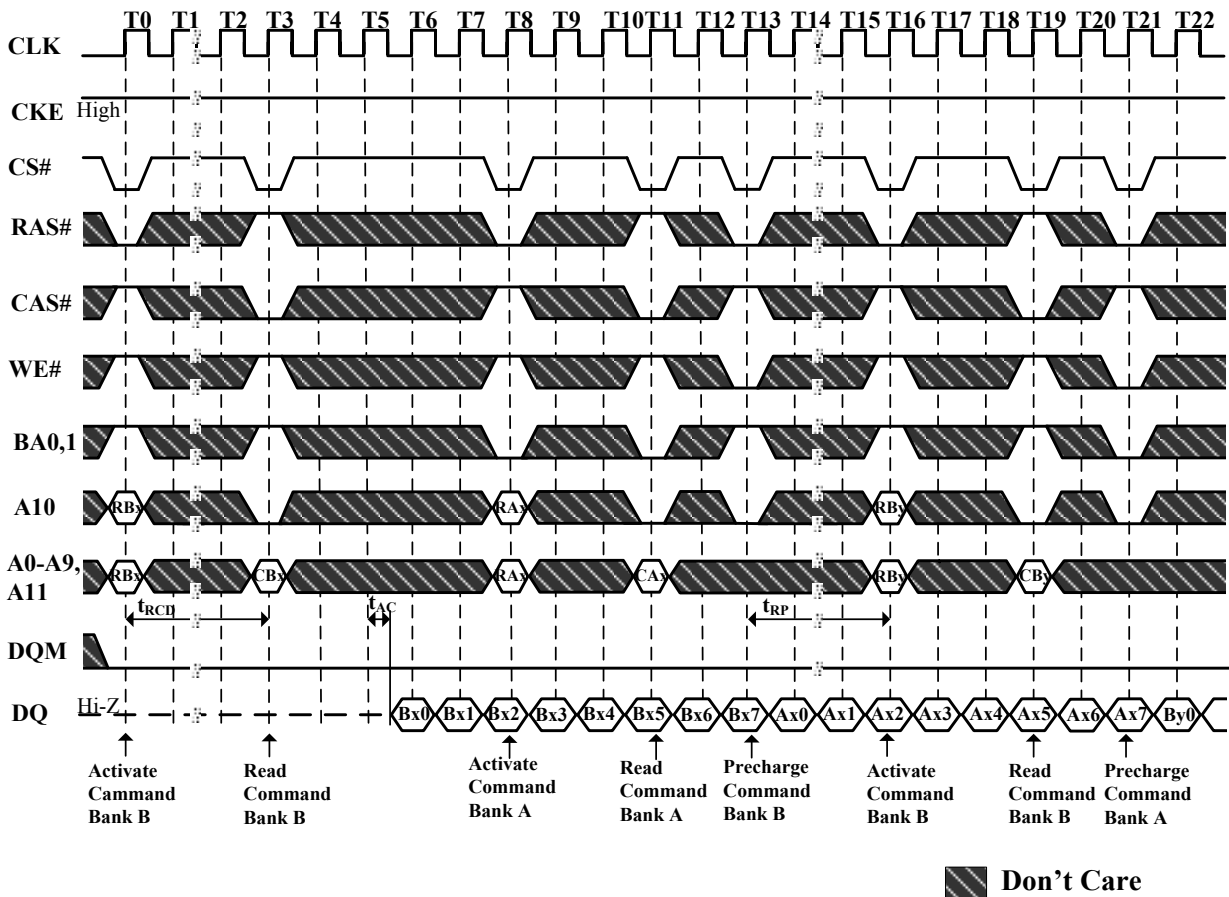 T0 T1 T2 T3 T4 T5 T6 T7 T8 T9 T10 T11 T12 T13 T14 T15 T16 T17 T18 T19 T20 T21 T22
CLK
CKE High
CS#
RAS#
CAS#
WE#
BA0,1
A10 RBx RAx RBy
A0-A9,
A11
RBx CBx RAx CAx RBy CBy
tRCD tAC tRP
DQM
DQ Hi-Z Bx0 Bx1 Bx2 Bx3 Bx4 Bx5 Bx6 Bx7 Ax0 Ax1 Ax2 Ax3 Ax4 Ax5 Ax6 Ax7 By0
Activate
Cammand
Bank B
Read
Command
Bank B
Activate
Command
Bank A
Read
Command
Bank A
Precharge
Command
Bank B
Activate
Command
Bank B
Read
Command
Bank B
Precharge
Command
Bank A
Don't Care